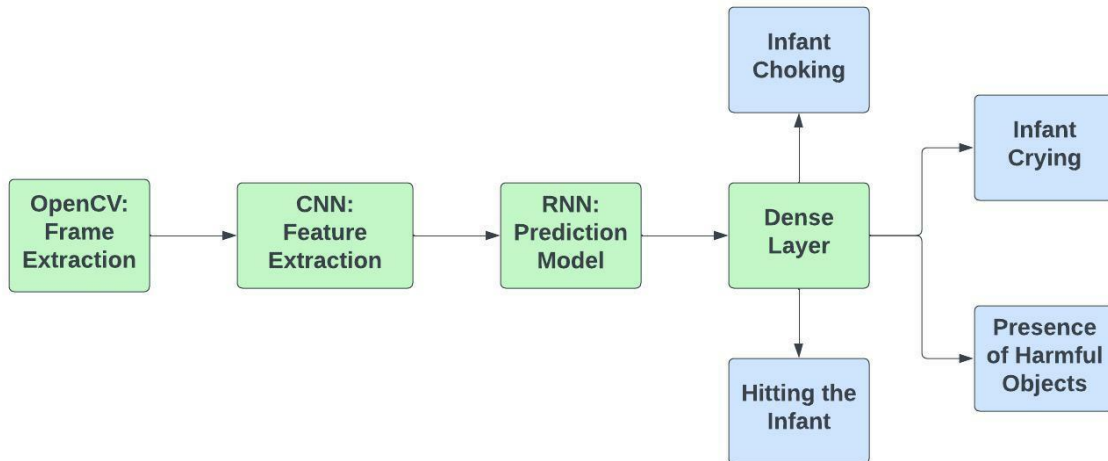 OpenCV:
Frame
Extraction
CNN:
Feature
Extraction
RNN:
Prediction
Model
Dense
Layer
Infant
Choking
Infant
Crying
Presence
of Harmful
Objects
Hitting the
Infant